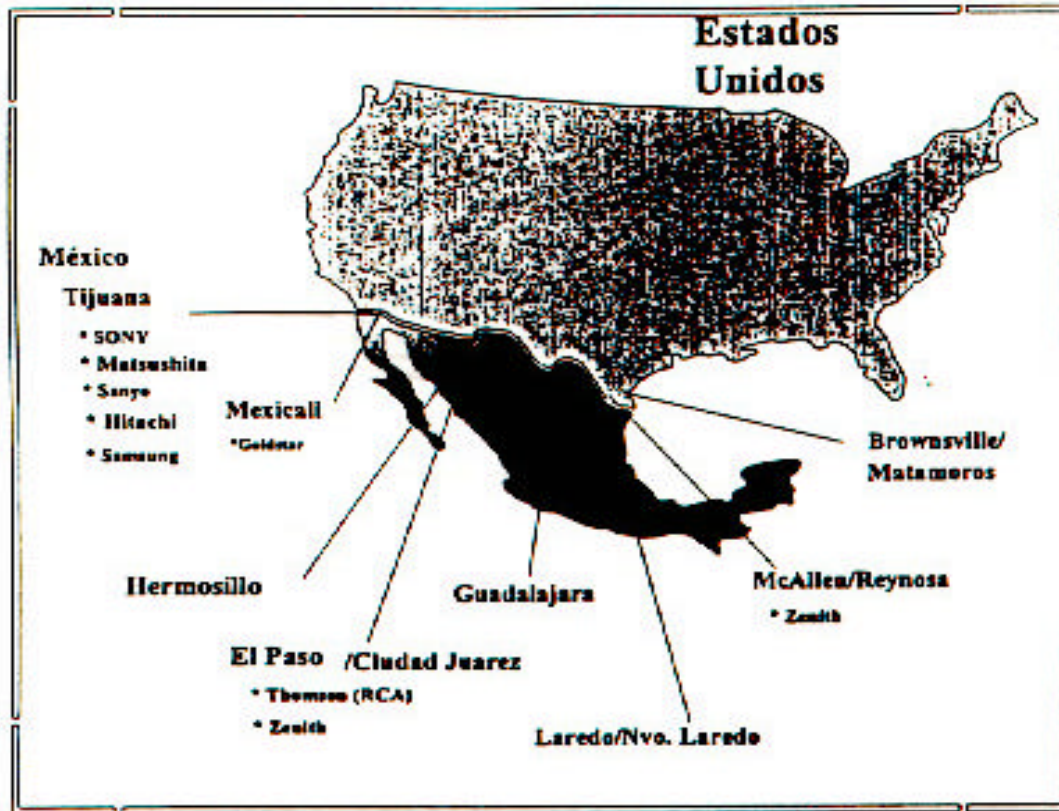 Estados
Unidos
México
Tijuana
* SONY
* Matsushita
* Sanyo
* Hitachi
* Samsung
Mexicali
*Goldstar
Brownsville/
Matamoros
Hermosillo
Guadalajara
McAllen/Reynosa
* Zenith
El Paso /Ciudad Juarez
* Thomson (RCA)
* Zenith
Laredo/Nvo. Laredo